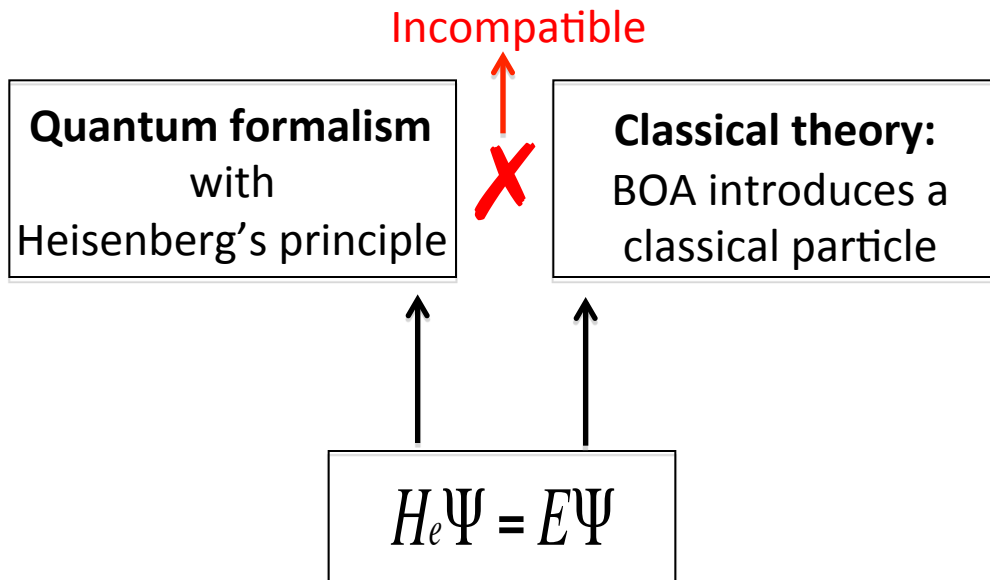 Incompatible
Quantum formalism
with
Heisenberg’s principle
✗
Classical theory:
BOA introduces a
classical particle
HₑΨ = EΨ